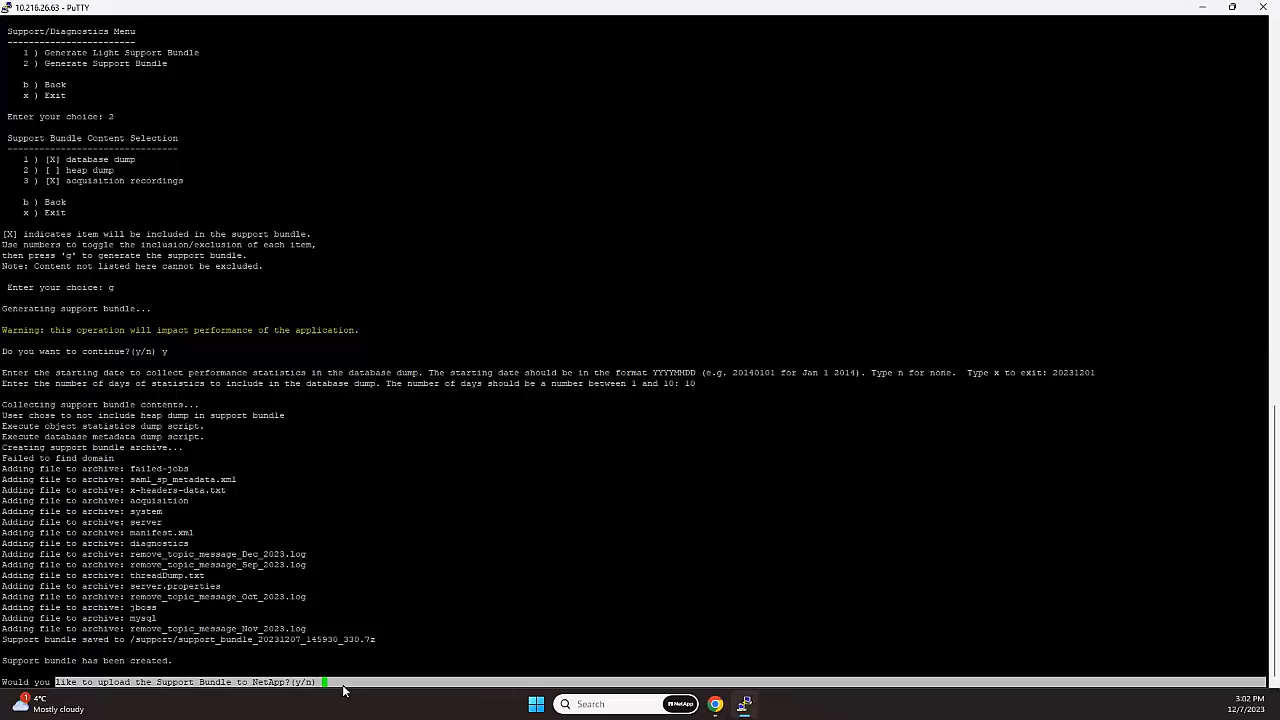 10.216.26.63 - PuTTY
Support/Diagnostics Menu
------------------------
1 ) Generate Light Support Bundle
2 ) Generate Support Bundle
b ) Back
x ) Exit
Enter your choice: 2
Support Bundle Content Selection
--------------------------------
1 ) [X] database dump
2 ) [ ] heap dump
3 ) [X] acquisition recordings
b ) Back
x ) Exit
[X] indicates item will be included in the support bundle.
Use numbers to toggle the inclusion/exclusion of each item,
then press 'g' to generate the support bundle.
Note: Content not listed here cannot be excluded.
Enter your choice: g
Generating support bundle...
Warning: this operation will impact performance of the application.
Do you want to continue?(y/n) y
Enter the starting date to collect performance statistics in the database dump. The starting date should be in the format YYYYMMDD (e.g. 20140101 for Jan 1 2014). Type n for none.  Type x to exit: 20231201
Enter the number of days of statistics to include in the database dump. The number of days should be a number between 1 and 10: 10
Collecting support bundle contents...
User chose to not include heap dump in support bundle
Execute object statistics dump script.
Execute database metadata dump script.
Creating support bundle archive...
Failed to find domain
Adding file to archive: failed-jobs
Adding file to archive: saml_sp_metadata.xml
Adding file to archive: x-headers-data.txt
Adding file to archive: acquisition
Adding file to archive: system
Adding file to archive: server
Adding file to archive: manifest.xml
Adding file to archive: diagnostics
Adding file to archive: remove_topic_message_Dec_2023.log
Adding file to archive: remove_topic_message_Sep_2023.log
Adding file to archive: threadDump.txt
Adding file to archive: server.properties
Adding file to archive: remove_topic_message_Oct_2023.log
Adding file to archive: jboss
Adding file to archive: mysql
Adding file to archive: remove_topic_message_Nov_2023.log
Support bundle saved to /support/support_bundle_20231207_145930_330.7z
Support bundle has been created.
Would you like to upload the Support Bundle to NetApp?(y/n)
1
4°C
Mostly cloudy
Search
NetApp
3:02 PM
12/7/2023